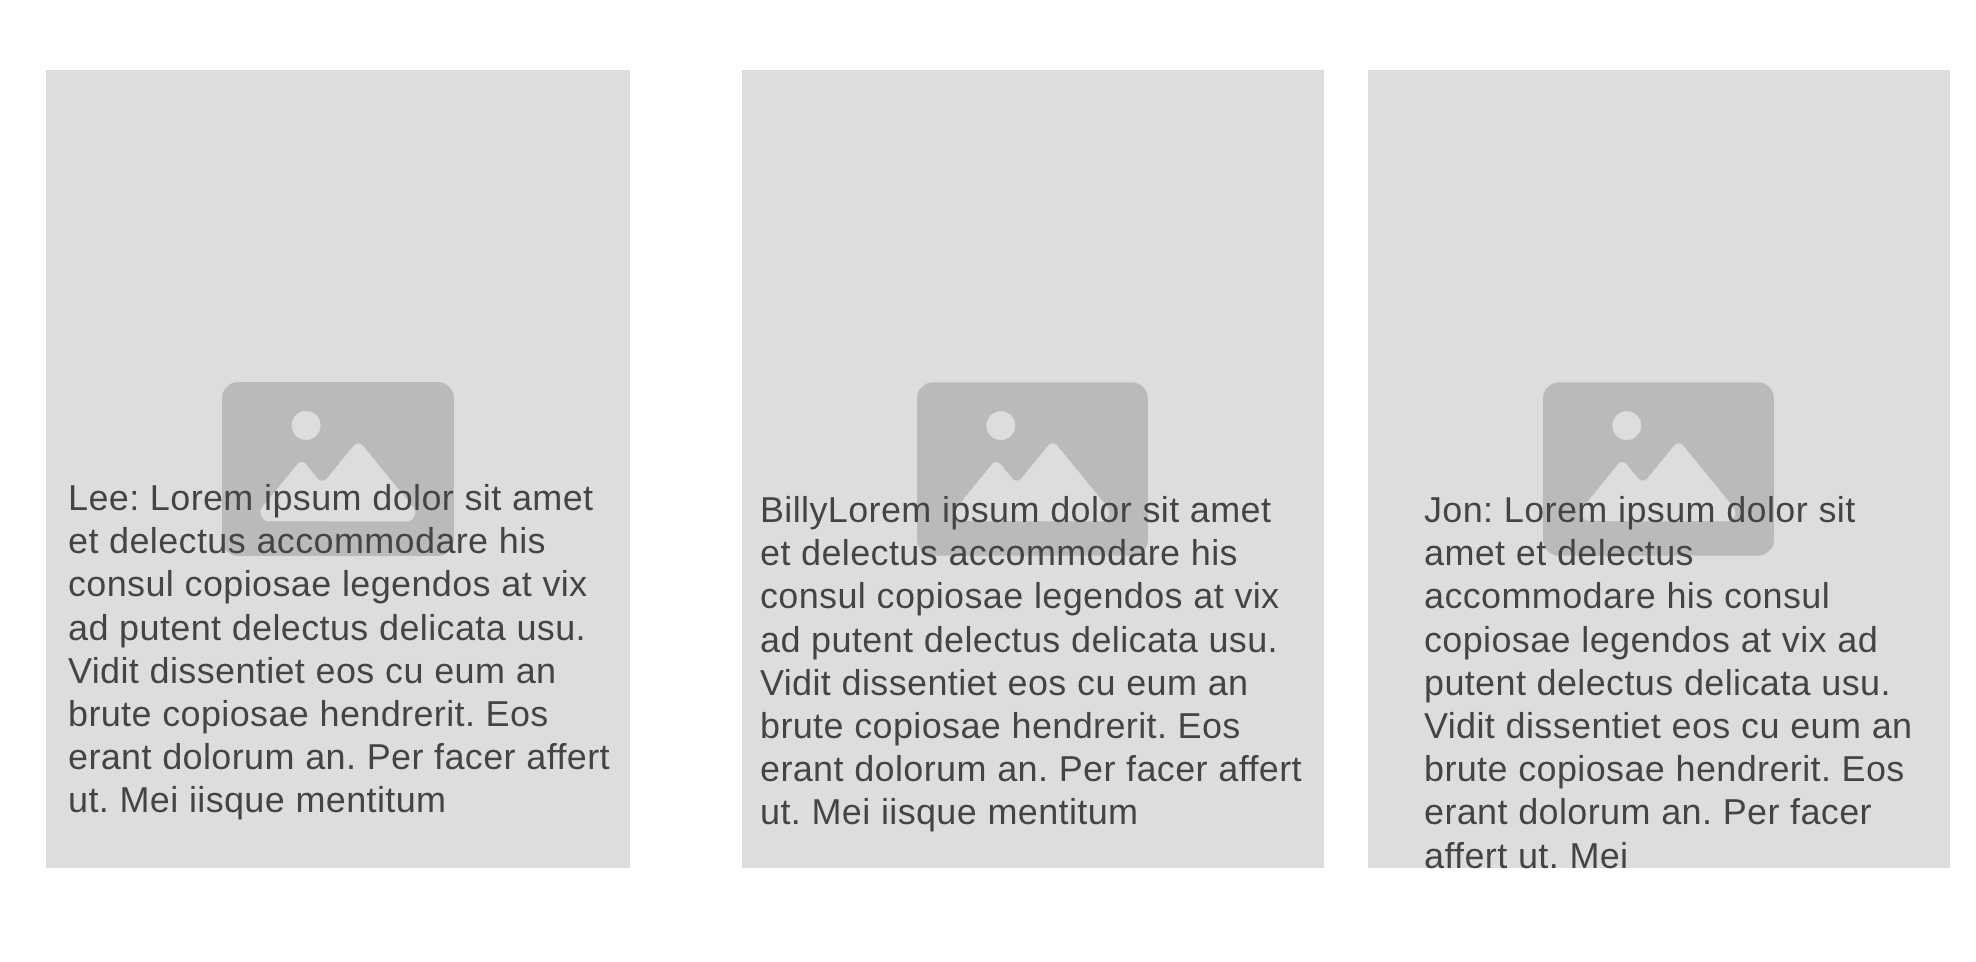 Lee: Lorem ipsum dolor sit amet
et delectus accommodare his
consul copiosae legendos at vix
ad putent delectus delicata usu.
Vidit dissentiet eos cu eum an
brute copiosae hendrerit. Eos
erant dolorum an. Per facer affert
ut. Mei iisque mentitum
BillyLorem ipsum dolor sit amet
et delectus accommodare his
consul copiosae legendos at vix
ad putent delectus delicata usu.
Vidit dissentiet eos cu eum an
brute copiosae hendrerit. Eos
erant dolorum an. Per facer affert
ut. Mei iisque mentitum
Jon: Lorem ipsum dolor sit
amet et delectus
accommodare his consul
copiosae legendos at vix ad
putent delectus delicata usu.
Vidit dissentiet eos cu eum an
brute copiosae hendrerit. Eos
erant dolorum an. Per facer
affert ut. Mei